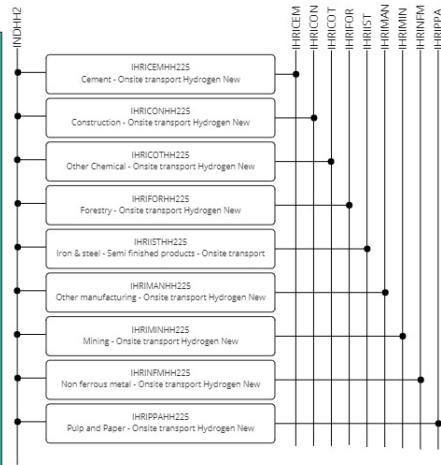 INDHH2
IHRICEM
IHRICON
IHRICOT
IHRIFOR
IHRIIST
IHRIMAN
IHRIMIN
IHRINFM
IHRIPPA
IHRICEMHH225
Cement - Onsite transport Hydrogen New
IHRICONHH225
Construction - Onsite transport Hydrogen New
IHRICOTHH225
Other Chemical - Onsite transport Hydrogen New
IHRIFORHH225
Forestry - Onsite transport Hydrogen New
IHRIISTHH225
Iron & steel - Semi finished products - Onsite transport
IHRIMANHH225
Other manufacturing - Onsite transport Hydrogen New
IHRIMINHH225
Mining - Onsite transport Hydrogen New
IHRINFMHH225
Non ferrous metal - Onsite transport Hydrogen New
IHRIPPAHH225
Pulp and Paper - Onsite transport Hydrogen New